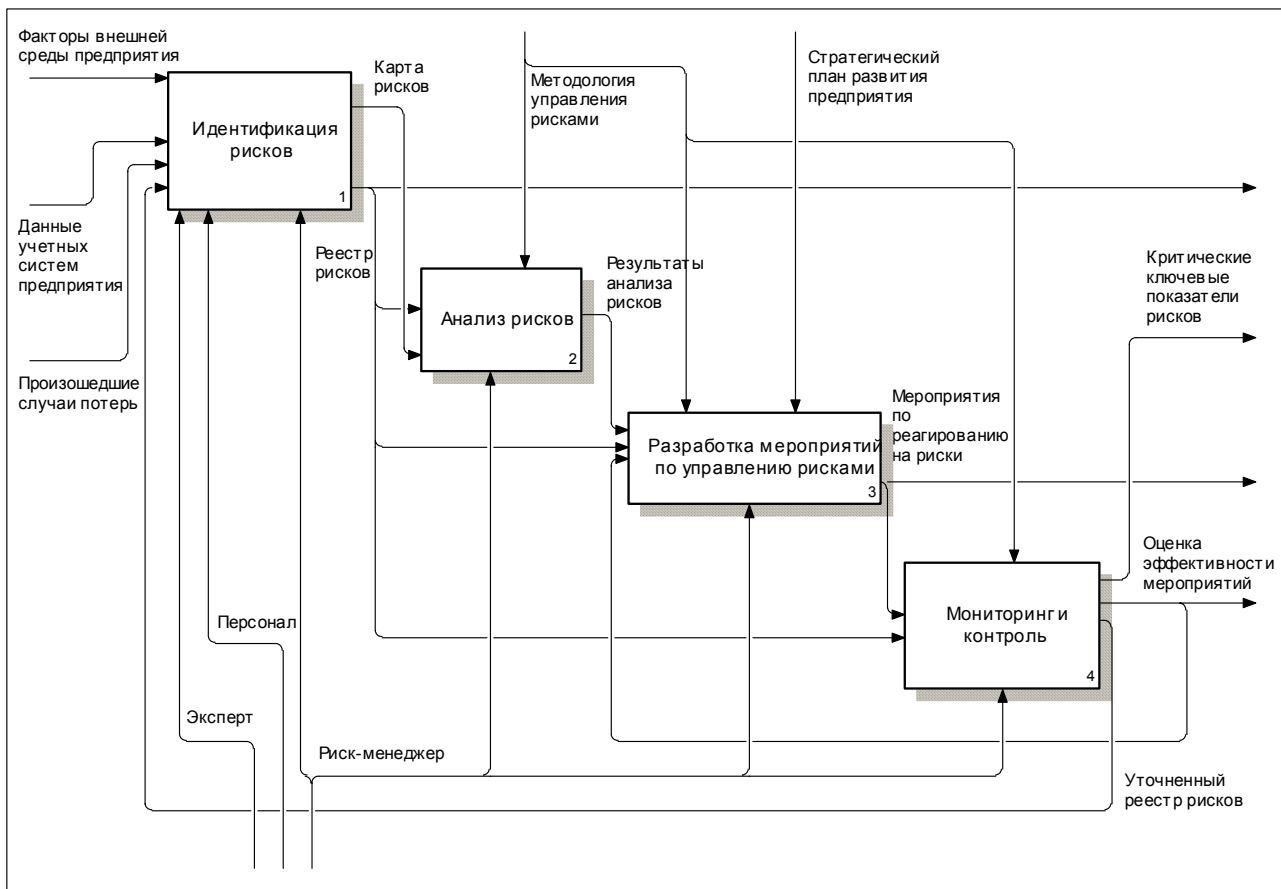 Факторы внешней
среды предприятия
Карта
рисков
Методология
управления
рисками
Стратегический
план развития
предприятия
Идентификация
рисков
1
Данные
учетных
систем
предприятия
Реестр
рисков
Результаты
анализа
рисков
Критические
ключевые
показатели
рисков
Анализ рисков
2
Произошедшие
случаи потерь
Мероприятия
по
реагированию
на риски
Разработка мероприятий
по управлению рисками
3
Оценка
эффективности
мероприятий
Мониторинг и
контроль
4
Персонал
Эксперт
Риск-менеджер
Уточненный
реестр рисков